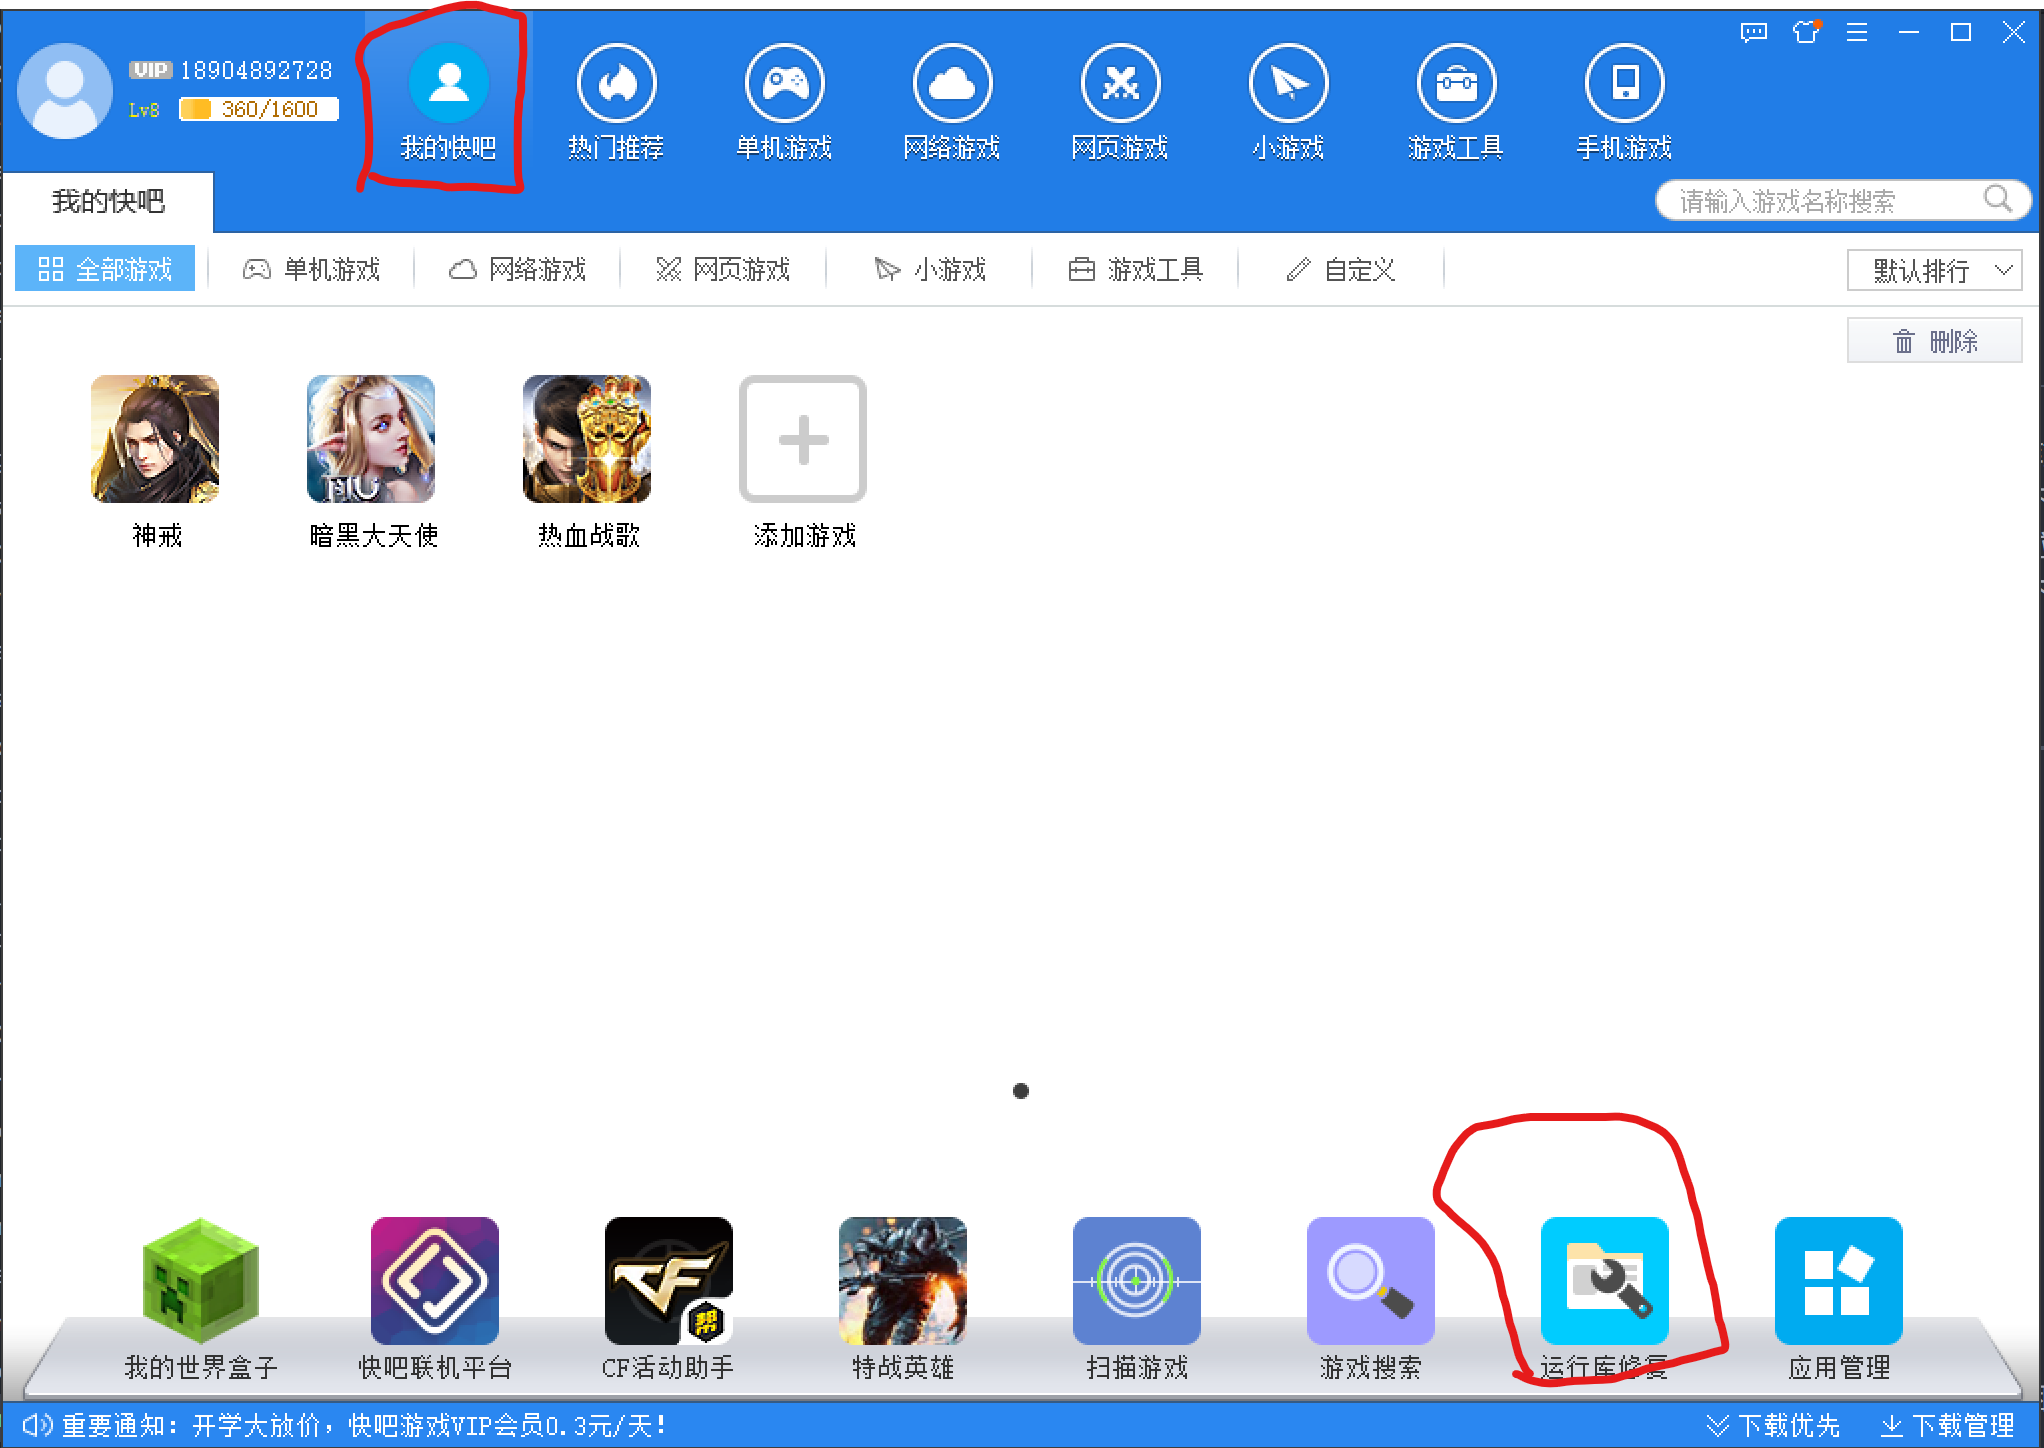 VIP 18904892728
Lv8 360/1600
我的快吧 热门推荐 单机游戏 网络游戏 网页游戏 小游戏 游戏工具 手机游戏
我的快吧
请输入游戏名称搜索
全部游戏 单机游戏 网络游戏 网页游戏 小游戏 游戏工具 自定义 默认排行
删除
MU
神戒 暗黑大天使 热血战歌 添加游戏
CF
帮
我的世界盒子 快吧联机平台 CF活动助手 特战英雄 扫描游戏 游戏搜索 运行库修复 应用管理
重要通知：开学大放价，快吧游戏VIP会员0.3元/天！ 下载优先 下载管理